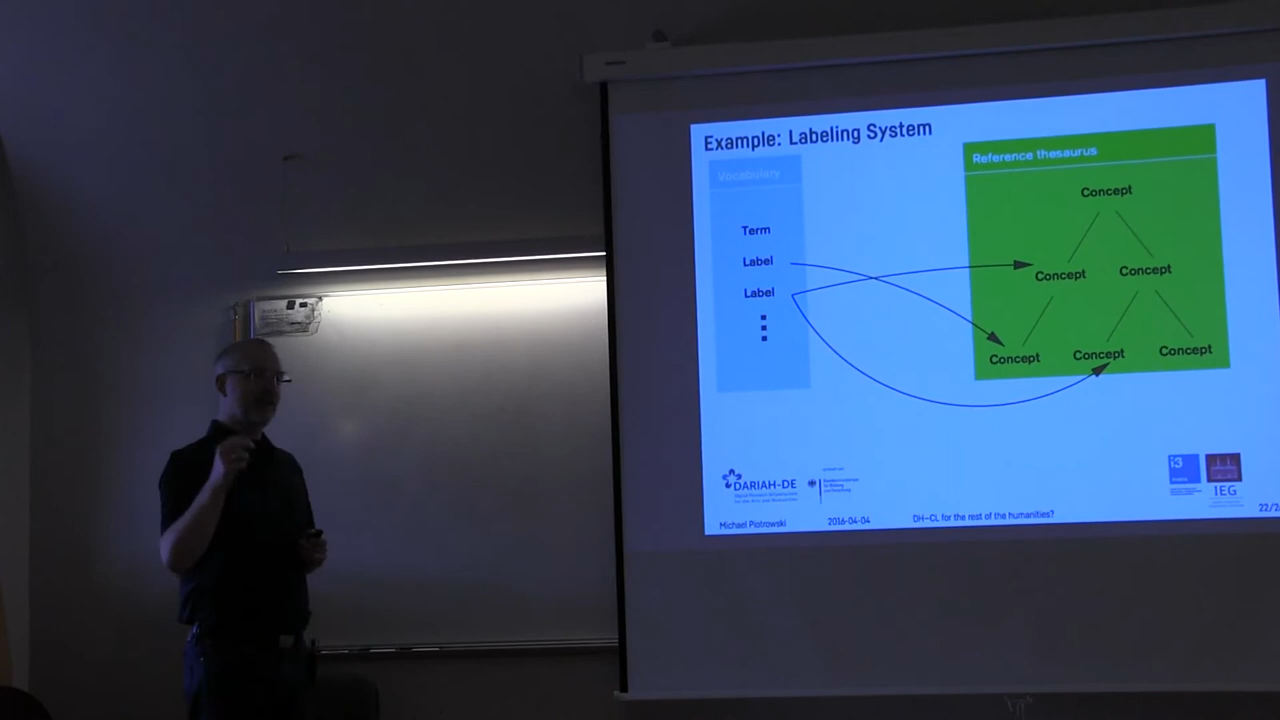 Example: Labeling System
Vocabulary
Term
Label
Label
Reference thesaurus
Concept
Concept Concept
Concept Concept Concept
DARIAH-DE
i3
IEG
Michael Piotrowski 2016-04-04 DH–CL for the rest of the humanities?